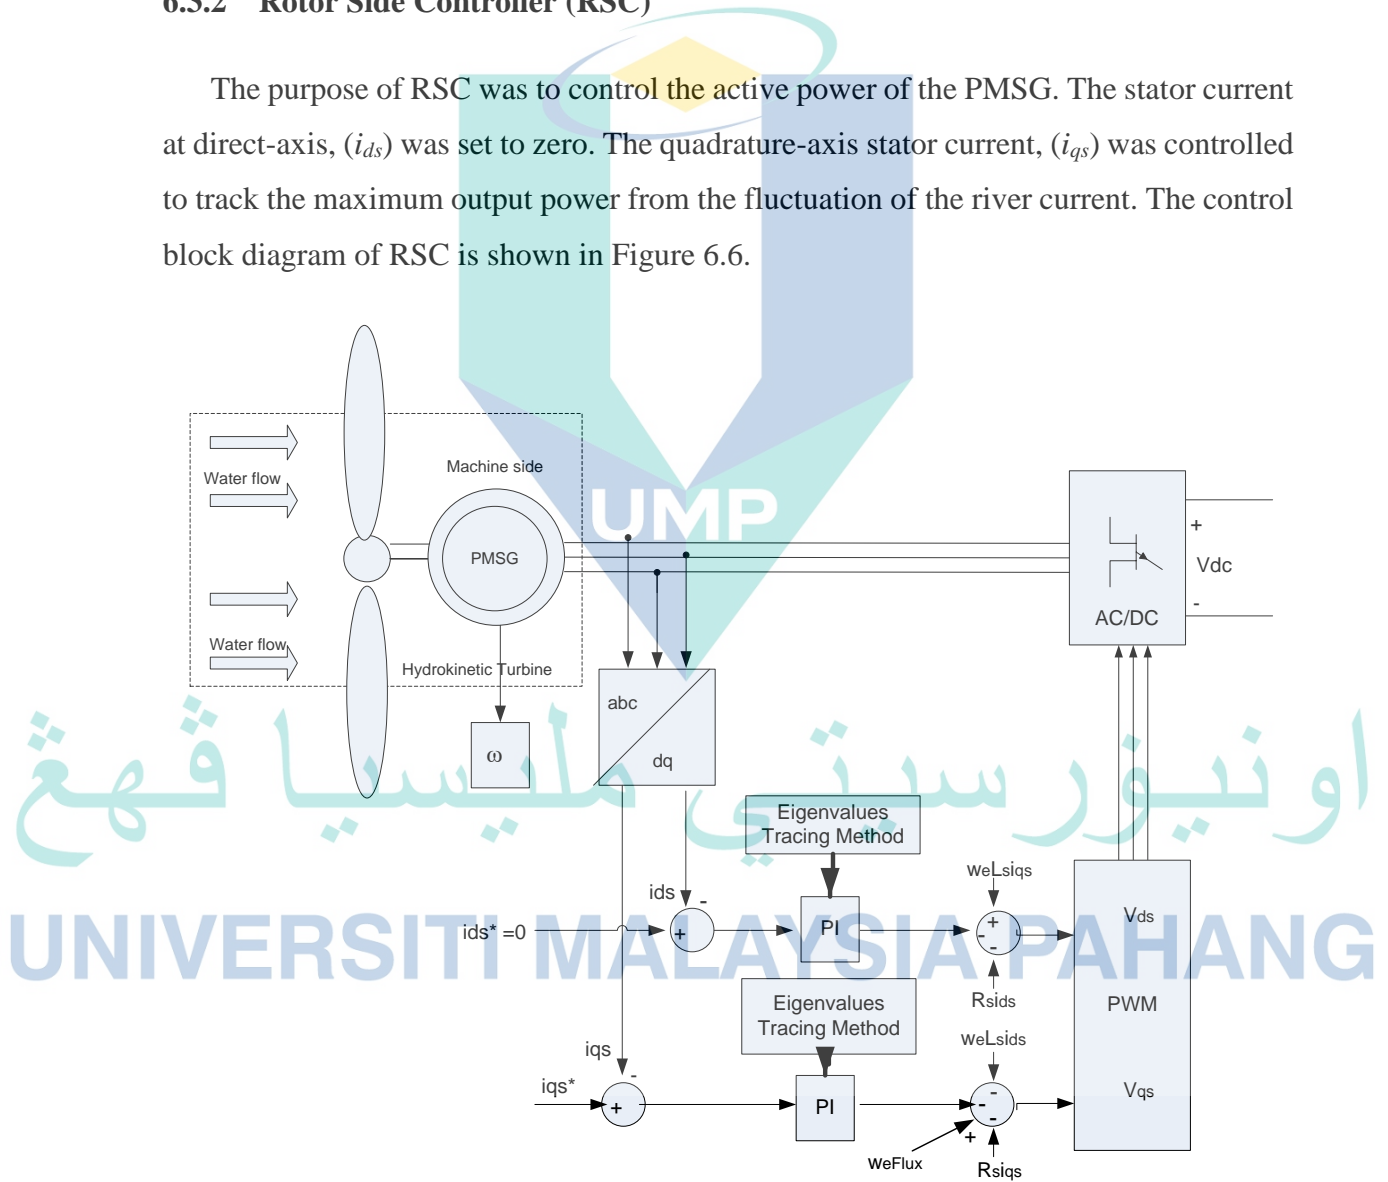 6.3.2 Rotor Side Controller (RSC)
The purpose of RSC was to control the active power of the PMSG. The stator current
at direct-axis, (ids) was set to zero. The quadrature-axis stator current, (iqs) was controlled
to track the maximum output power from the fluctuation of the river current. The control
block diagram of RSC is shown in Figure 6.6.
Machine side
Water flow
UMP
PMSG
+
Vdc
-
AC/DC
Water flow
Hydrokinetic Turbine
abc
dq
ω
اونيۏرسيتي مليسيا ڤهڠ
Eigenvalues
Tracing Method
weLsiqs
ids
-
+
Vds
ids* =0
+
PI
-
-
UNIVERSITI MALAYSIA PAHANG
Rsids
Eigenvalues
Tracing Method
PWM
weLsids
iqs
-
iqs*
+
PI
-
-
-
Vqs
+
weFlux
Rsiqs